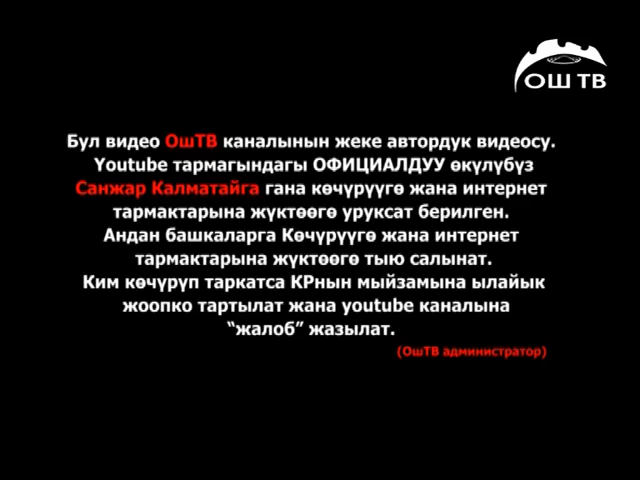 ОШ ТВ
Бул видео ОшТВ каналынын жеке автордук видеосу.
Youtube тармагындагы ОФИЦИАЛДУУ өкүлүбүз
Санжар Калматайга гана көчүрүүгө жана интернет
тармактарына жүктөөгө уруксат берилген.
Андан башкаларга Көчүрүүгө жана интернет
тармактарына жүктөөгө тыю салынат.
Ким көчүрүп таркатса КРнын мыйзамына ылайык
жоопко тартылат жана youtube каналына
“жалоб” жазылат.
(ОшТВ администратор)